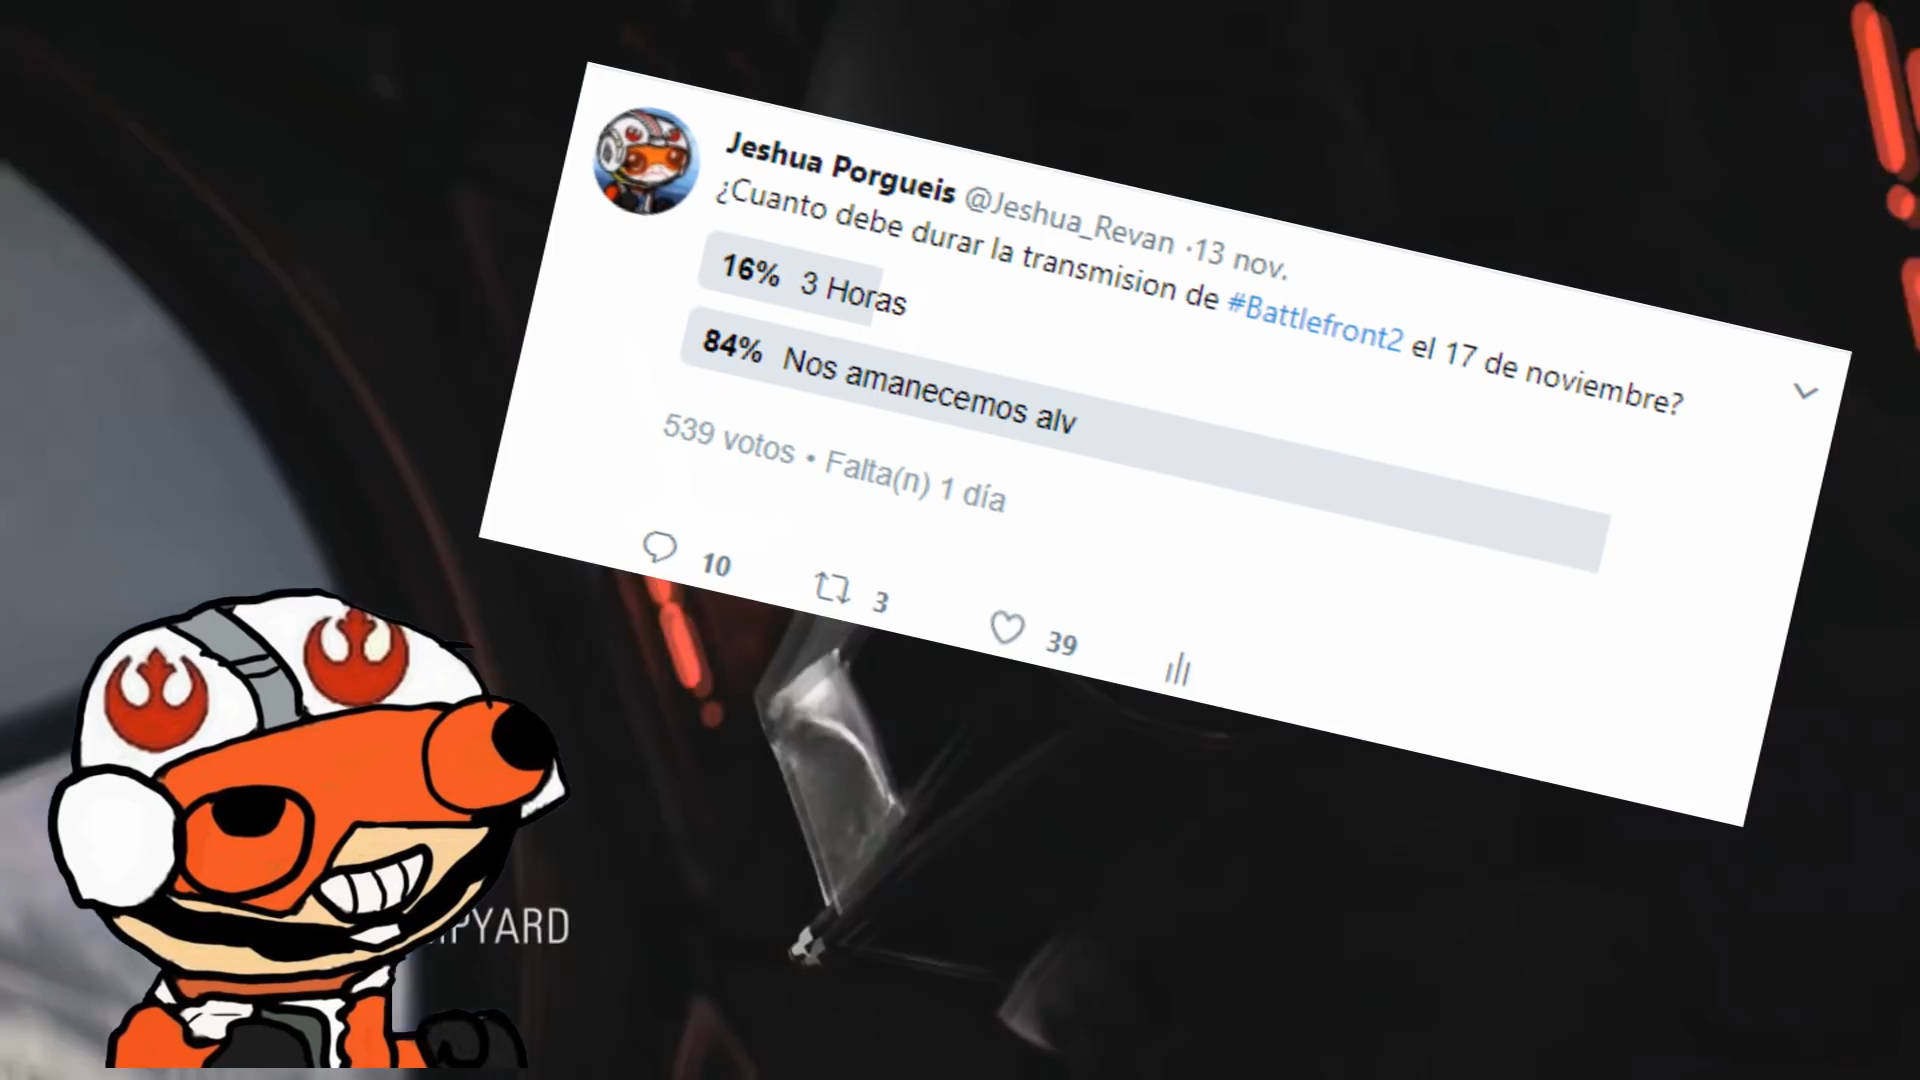 Jeshua Porgueis @Jeshua_Revan · 13 nov.
¿Cuanto debe durar la transmision de #Battlefront2 el 17 de noviembre?
16% 3 Horas
84% Nos amanecemos alv
539 votos • Falta(n) 1 día
10 3 39